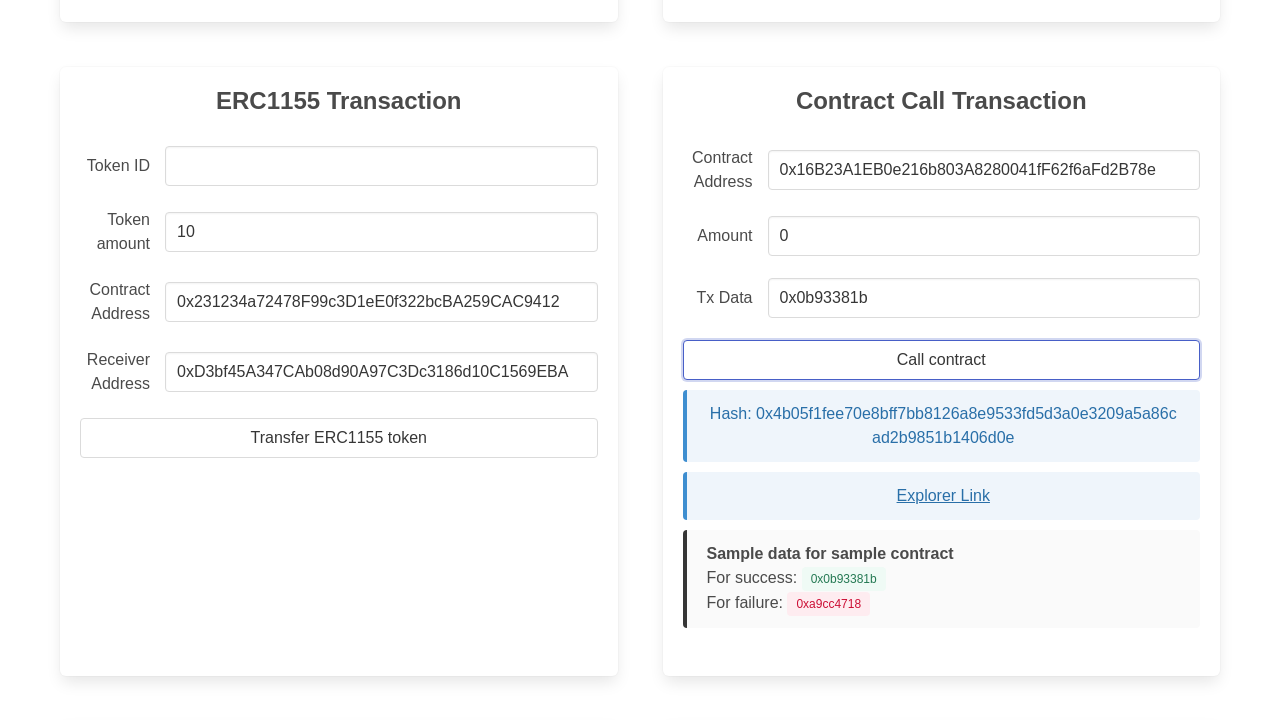 ERC1155 Transaction
Token ID
Token
amount
10
Contract
Address
0x231234a72478F99c3D1eE0f322bcBA259CAC9412
Receiver
Address
0xD3bf45A347CAb08d90A97C3Dc3186d10C1569EBA
Transfer ERC1155 token
Contract Call Transaction
Contract
Address
0x16B23A1EB0e216b803A8280041fF62f6aFd2B78e
Amount
0
Tx Data
0x0b93381b
Call contract
Hash: 0x4b05f1fee70e8bff7bb8126a8e9533fd5d3a0e3209a5a86c
ad2b9851b1406d0e
Explorer Link
Sample data for sample contract
For success: 0x0b93381b
For failure: 0xa9cc4718